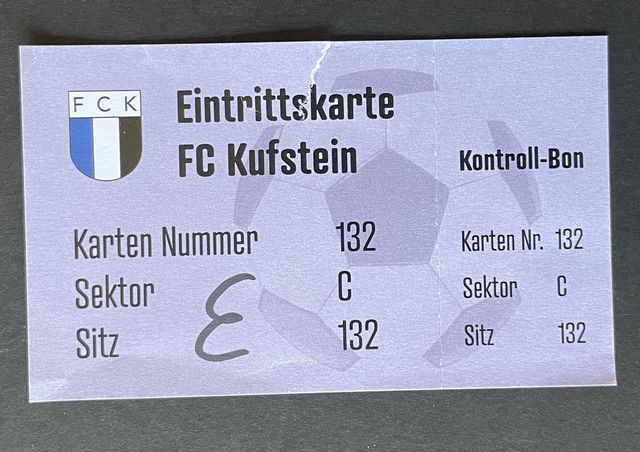 FCK
Eintrittskarte
FC Kufstein
Karten Nummer 132
Sektor C
Sitz 132
E
Kontroll-Bon
Karten Nr. 132
Sektor C
Sitz 132